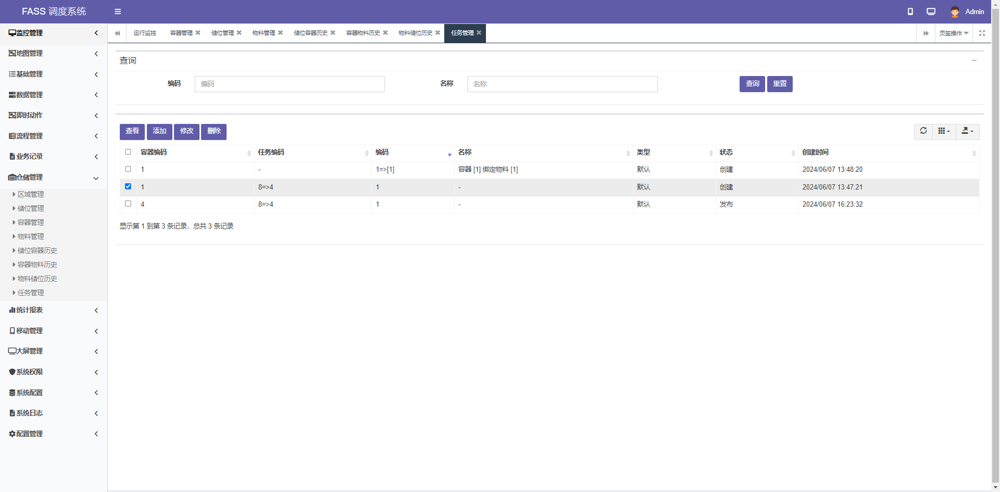 FASS 调度系统
Admin
监控管理
地图管理
基础管理
数据管理
即时动作
流程管理
业务记录
仓储管理
区域管理
储位管理
容器管理
物料管理
储位容器历史
容器物料历史
物料储位历史
任务管理
统计报表
移动管理
大屏管理
系统权限
系统配置
系统日志
配置管理
运行监控 容器管理 储位管理 物料管理 储位容器历史 容器物料历史 物料储位历史 任务管理 页签操作
查询
编码 编码 名称 名称 查询 重置
查看 添加 修改 删除
容器编码 任务编码 编码 名称 类型 状态 创建时间
1 - 1=>[1] 容器 [1] 绑定物料 [1] 默认 创建 2024/06/07 13:48:20
1 8=>4 1 - 默认 创建 2024/06/07 13:47:21
4 8=>4 1 - 默认 发布 2024/06/07 16:23:32
显示第 1 到第 3 条记录，总共 3 条记录